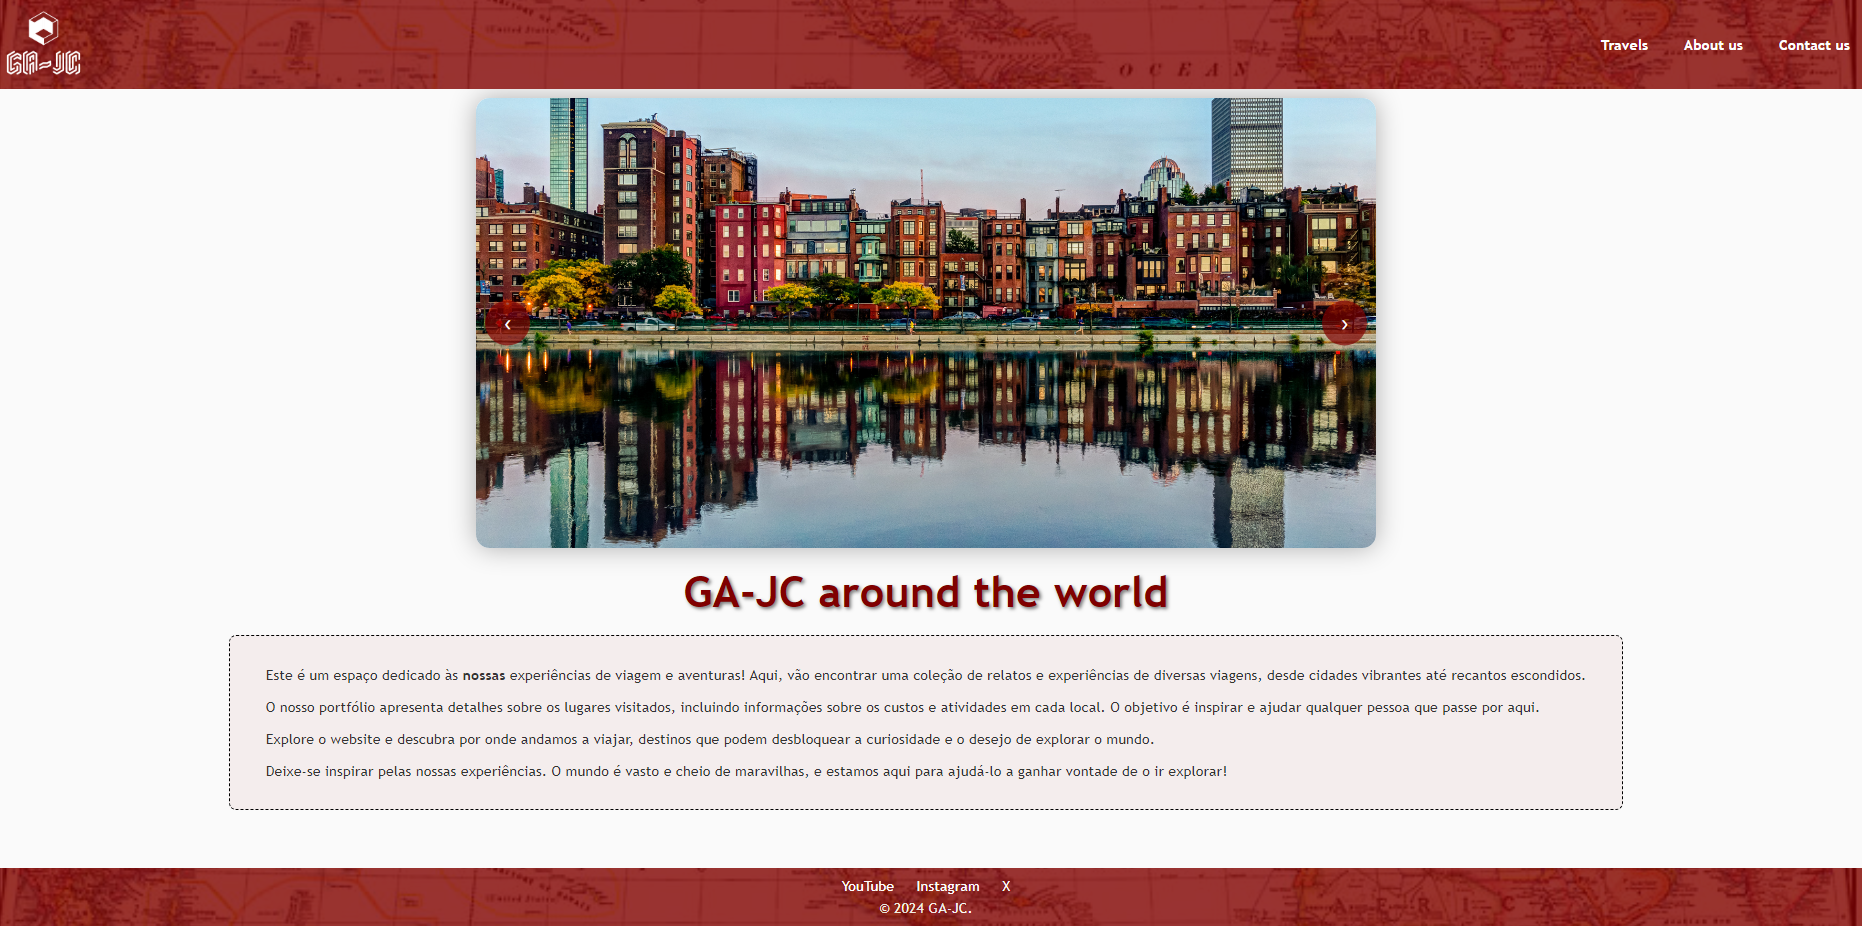 GA-JC
Travels
About us
Contact us
OCEAN
‹
›
GA-JC around the world
Este é um espaço dedicado às nossas experiências de viagem e aventuras! Aqui, vão encontrar uma coleção de relatos e experiências de diversas viagens, desde cidades vibrantes até recantos escondidos.
O nosso portfólio apresenta detalhes sobre os lugares visitados, incluindo informações sobre os custos e atividades em cada local. O objetivo é inspirar e ajudar qualquer pessoa que passe por aqui.
Explore o website e descubra por onde andamos a viajar, destinos que podem desbloquear a curiosidade e o desejo de explorar o mundo.
Deixe-se inspirar pelas nossas experiências. O mundo é vasto e cheio de maravilhas, e estamos aqui para ajudá-lo a ganhar vontade de o ir explorar!
YouTube
Instagram
X
© 2024 GA-JC.